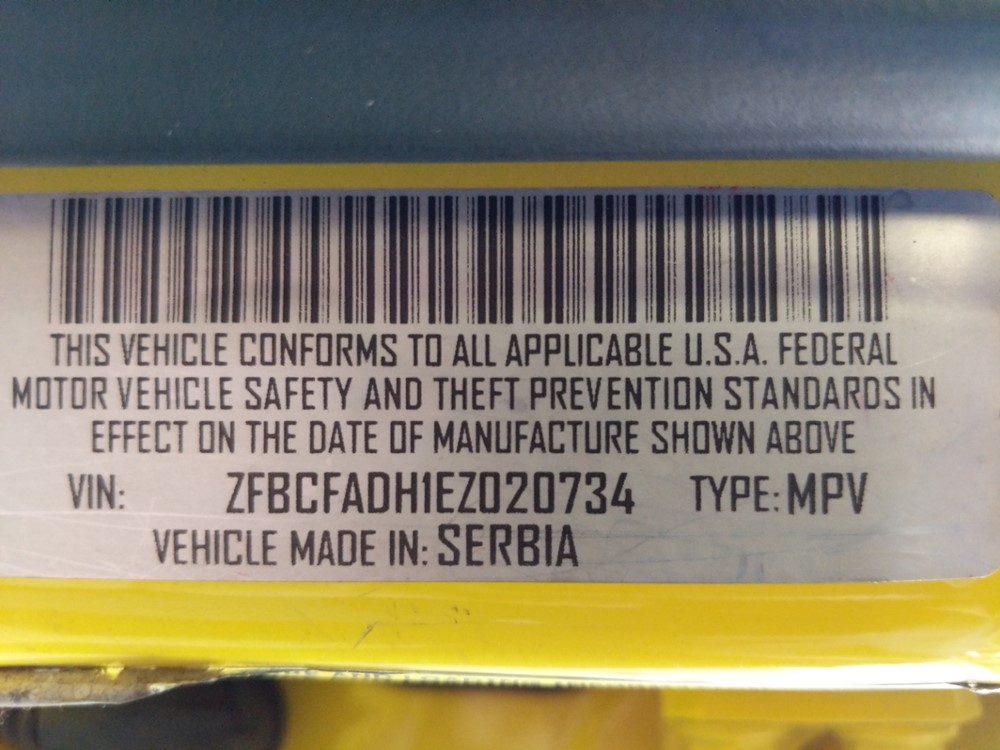 THIS VEHICLE CONFORMS TO ALL APPLICABLE U.S.A. FEDERAL
MOTOR VEHICLE SAFETY AND THEFT PREVENTION STANDARDS IN
EFFECT ON THE DATE OF MANUFACTURE SHOWN ABOVE
VIN: ZFBCFADH1EZ020734 TYPE: MPV
VEHICLE MADE IN: SERBIA